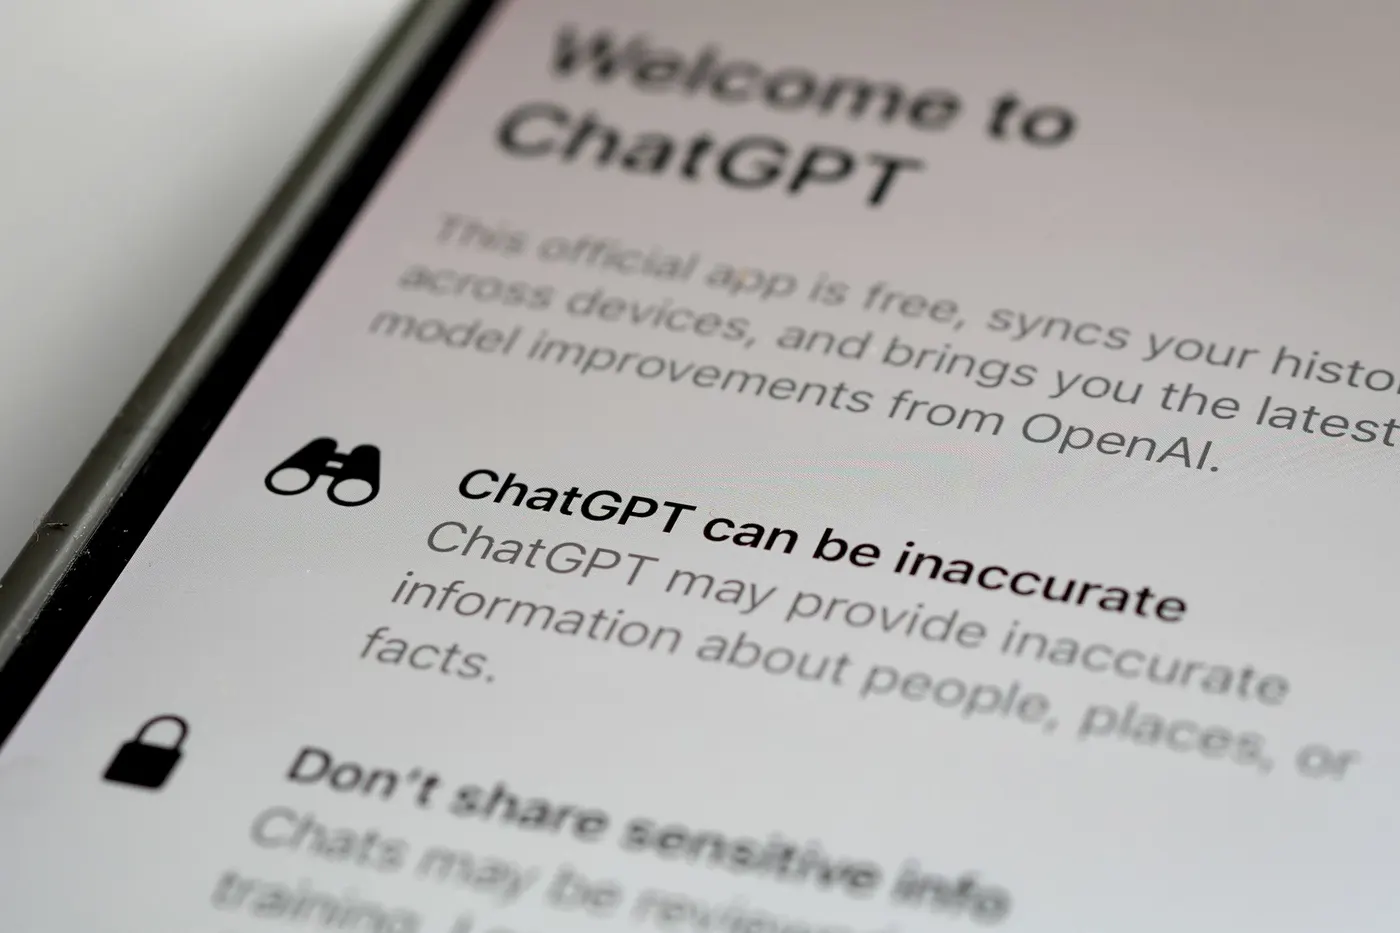 Welcome to
ChatGPT
This official app is free, syncs your histo
across devices, and brings you the latest
model improvements from OpenAI.
ChatGPT can be inaccurate
ChatGPT may provide inaccurate
information about people, places, or
facts.
Don't share sensitive info
Chats may be reviewe
training.